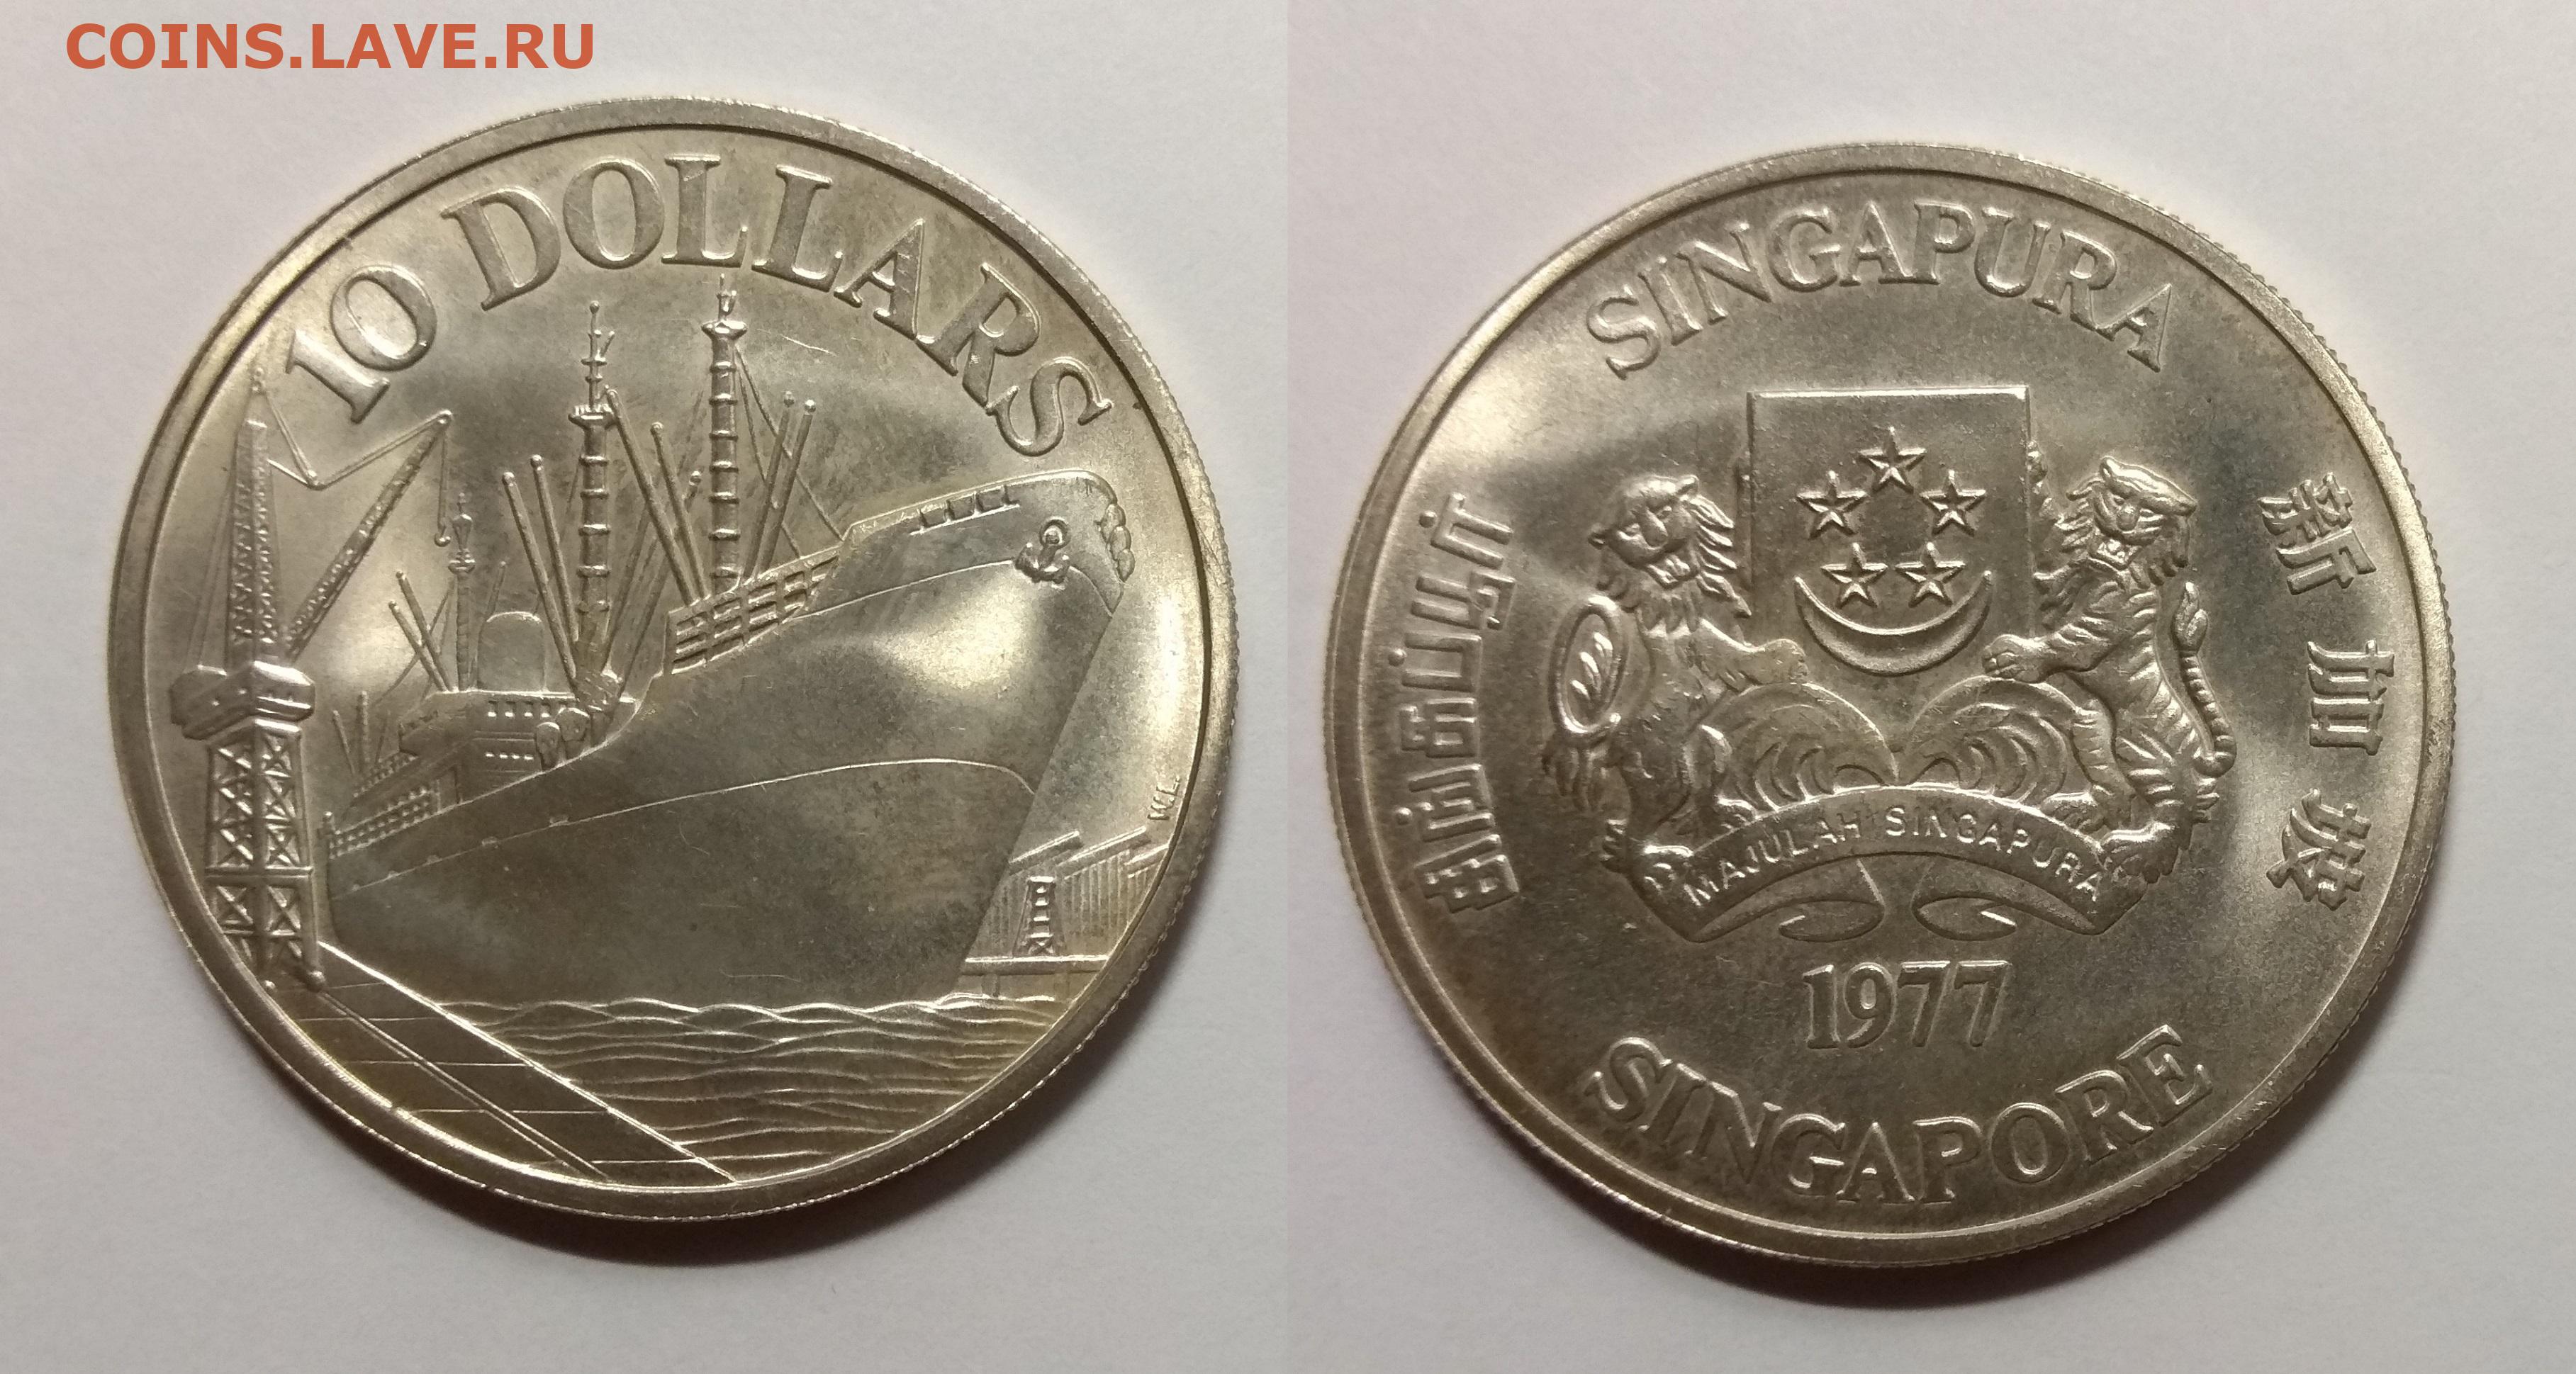 COINS.LAVE.RU
10 DOLLARS
W.L.
SINGAPURA
சிங்கப்பூர்
新加坡
MAJULAH SINGAPURA
1977
SINGAPORE